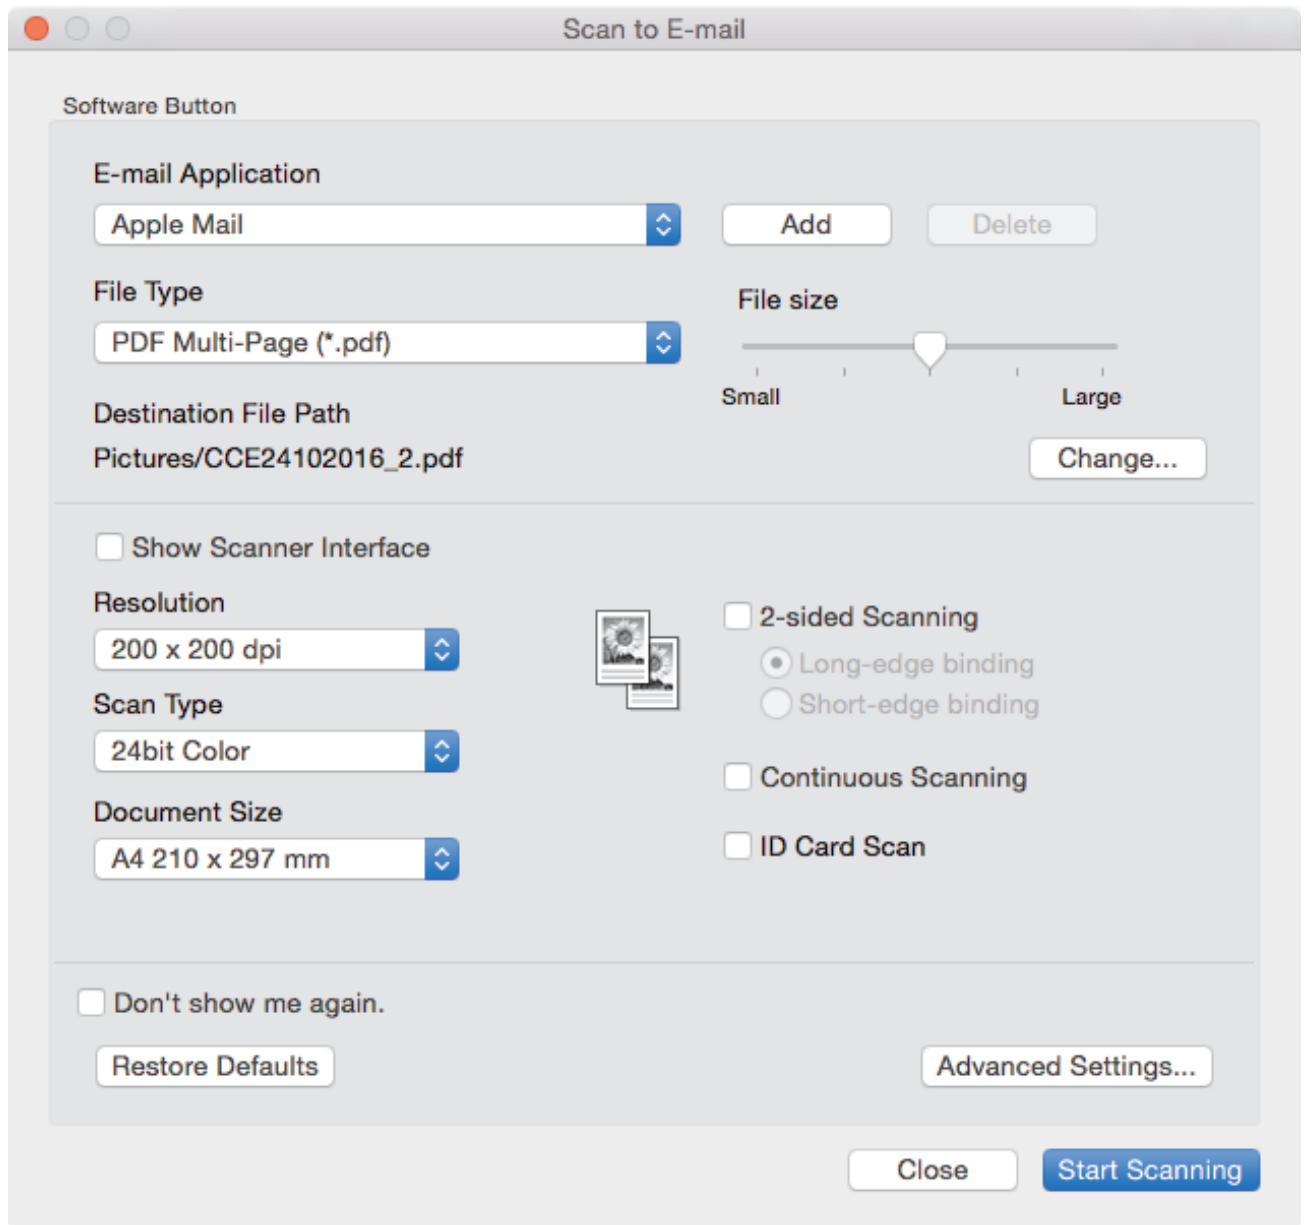 Scan to E-mail
Software Button
E-mail Application
Apple Mail
Add
Delete
File Type
PDF Multi-Page (*.pdf)
File size
Small
Large
Destination File Path
Pictures/CCE24102016_2.pdf
Change...
Show Scanner Interface
Resolution
200 x 200 dpi
Scan Type
24bit Color
Document Size
A4 210 x 297 mm
2-sided Scanning
Long-edge binding
Short-edge binding
Continuous Scanning
ID Card Scan
Don't show me again.
Restore Defaults
Advanced Settings...
Close
Start Scanning